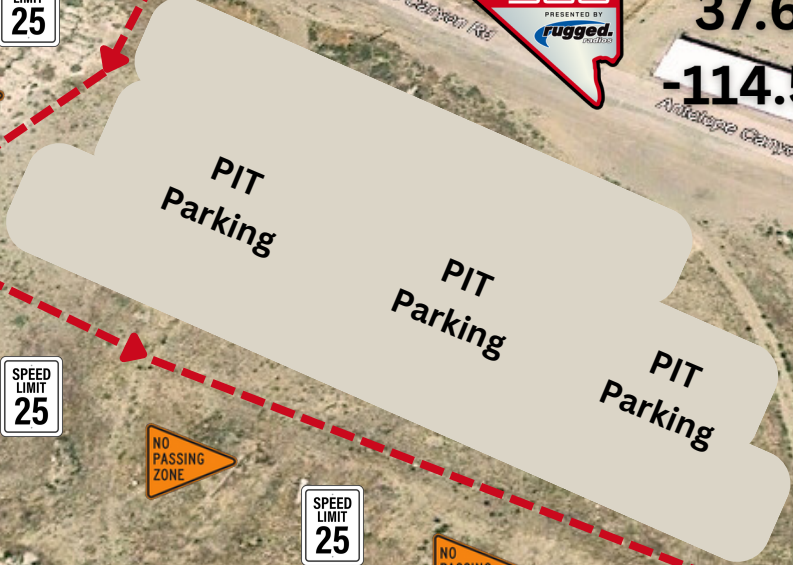 LIMIT
25
Canyon Rd
PRESENTED BY
rugged.
radios
37.6
-114.5
Antelope Canyo
PIT
Parking
PIT
Parking
PIT
Parking
SPEED
LIMIT
25
NO
PASSING
ZONE
SPEED
LIMIT
25
NO